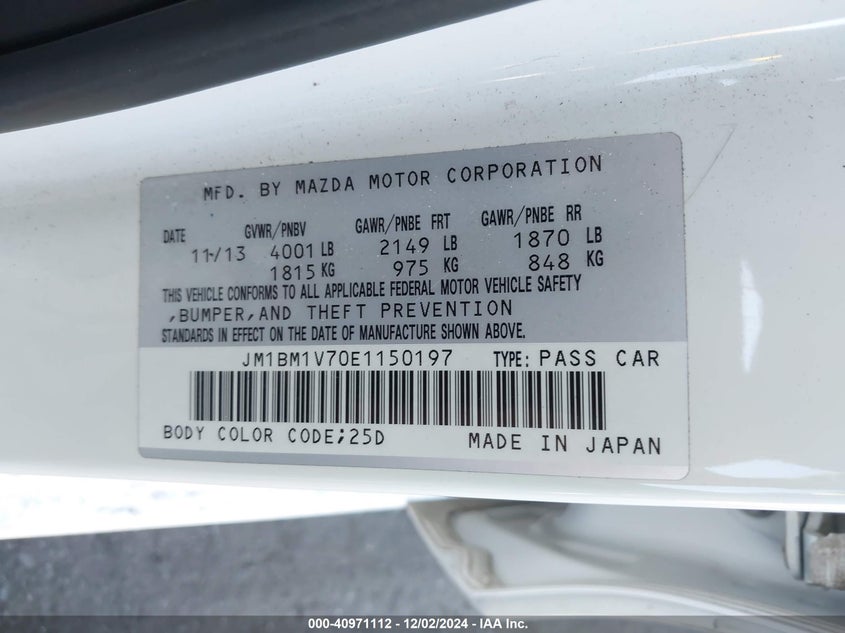 MFD. BY MAZDA MOTOR CORPORATION
DATE GVWR/PNBV GAWR/PNBE FRT GAWR/PNBE RR
11/13 4001 LB 2149 LB 1870 LB
1815 KG 975 KG 848 KG
THIS VEHICLE CONFORMS TO ALL APPLICABLE FEDERAL MOTOR VEHICLE SAFETY
,BUMPER,AND THEFT PREVENTION
STANDARDS IN EFFECT ON THE DATE OF MANUFACTURE SHOWN ABOVE.
JM1BM1V70E1150197 TYPE: PASS CAR
BODY COLOR CODE;25D MADE IN JAPAN
000-40971112 - 12/02/2024 - IAA Inc.